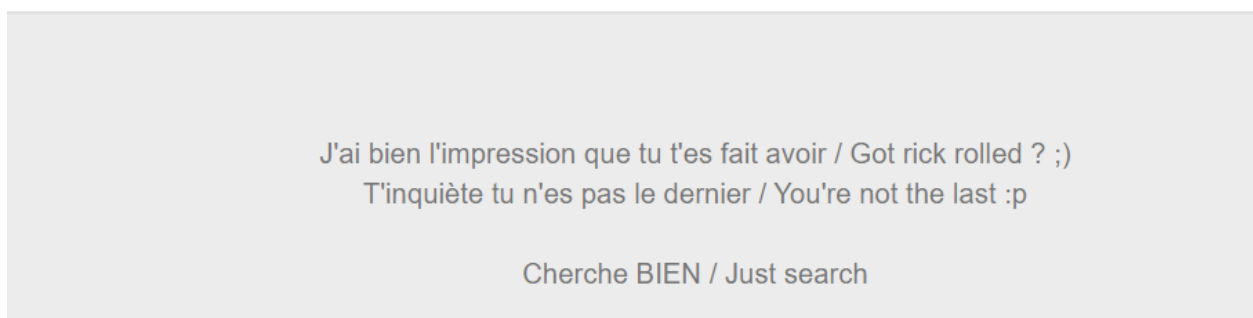 J'ai bien l'impression que tu t'es fait avoir / Got rick rolled ? ;)
T'inquiète tu n'es pas le dernier / You're not the last :p
Cherche BIEN / Just search